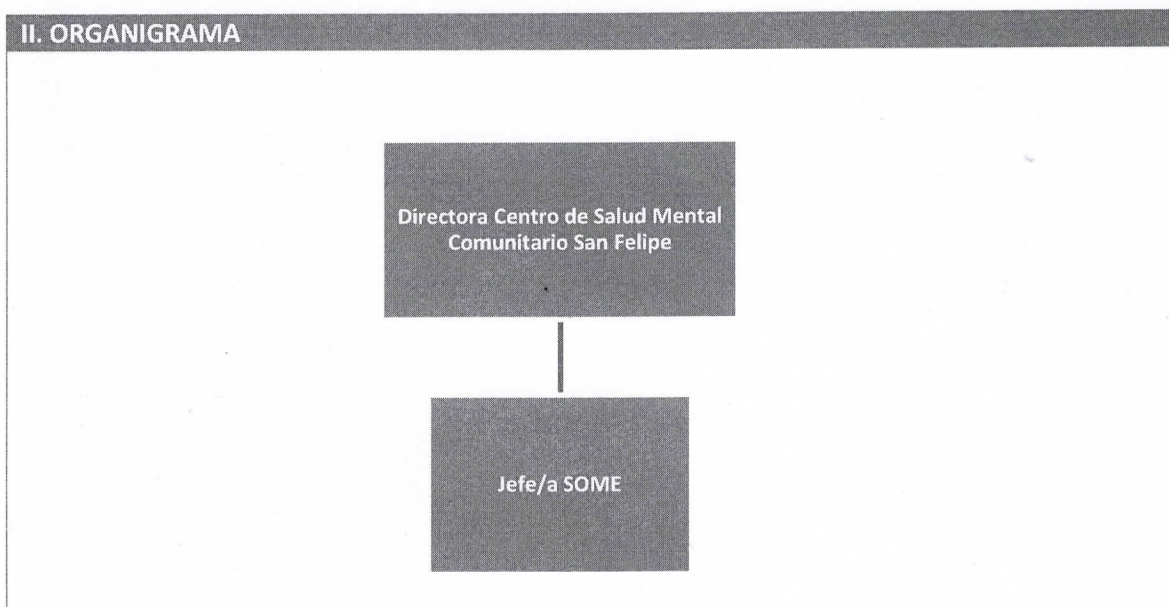 II. ORGANIGRAMA
Directora Centro de Salud Mental
Comunitario San Felipe
Jefe/a SOME